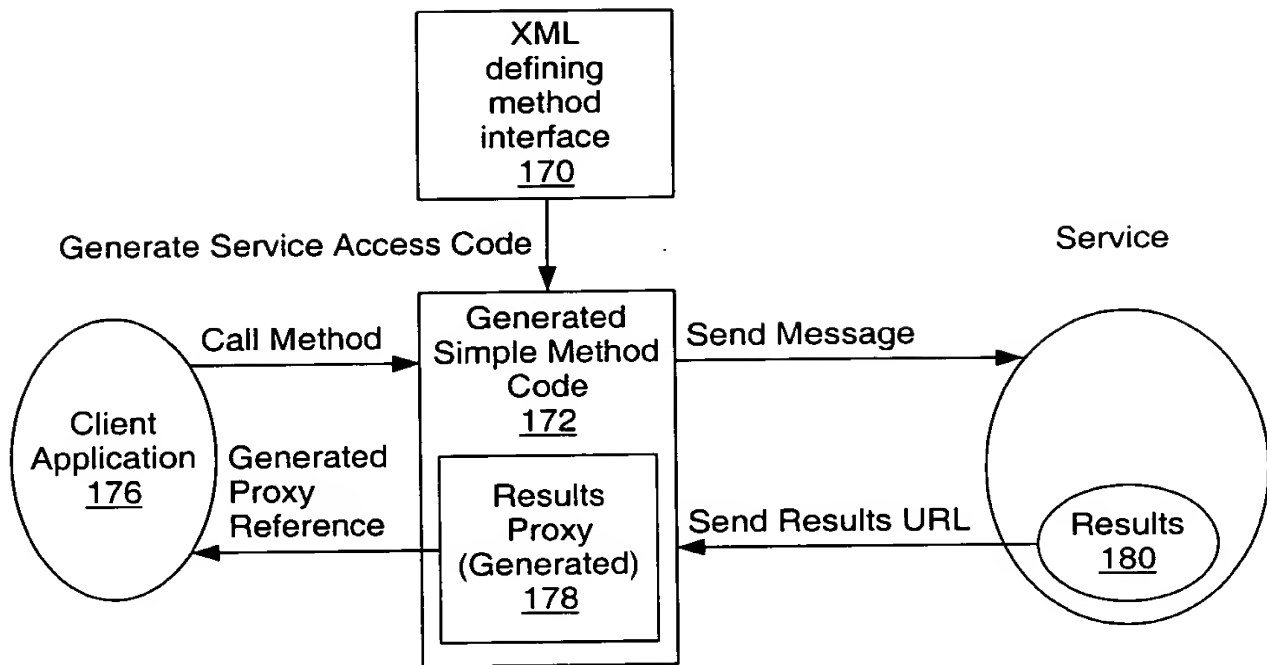 XML
defining
method
interface
170
Generate Service Access Code
Service
Call Method
Generated
Simple Method
Code
172
Send Message
Client
Application
176
Generated
Proxy
Reference
Results
Proxy
(Generated)
178
Send Results URL
Results
180